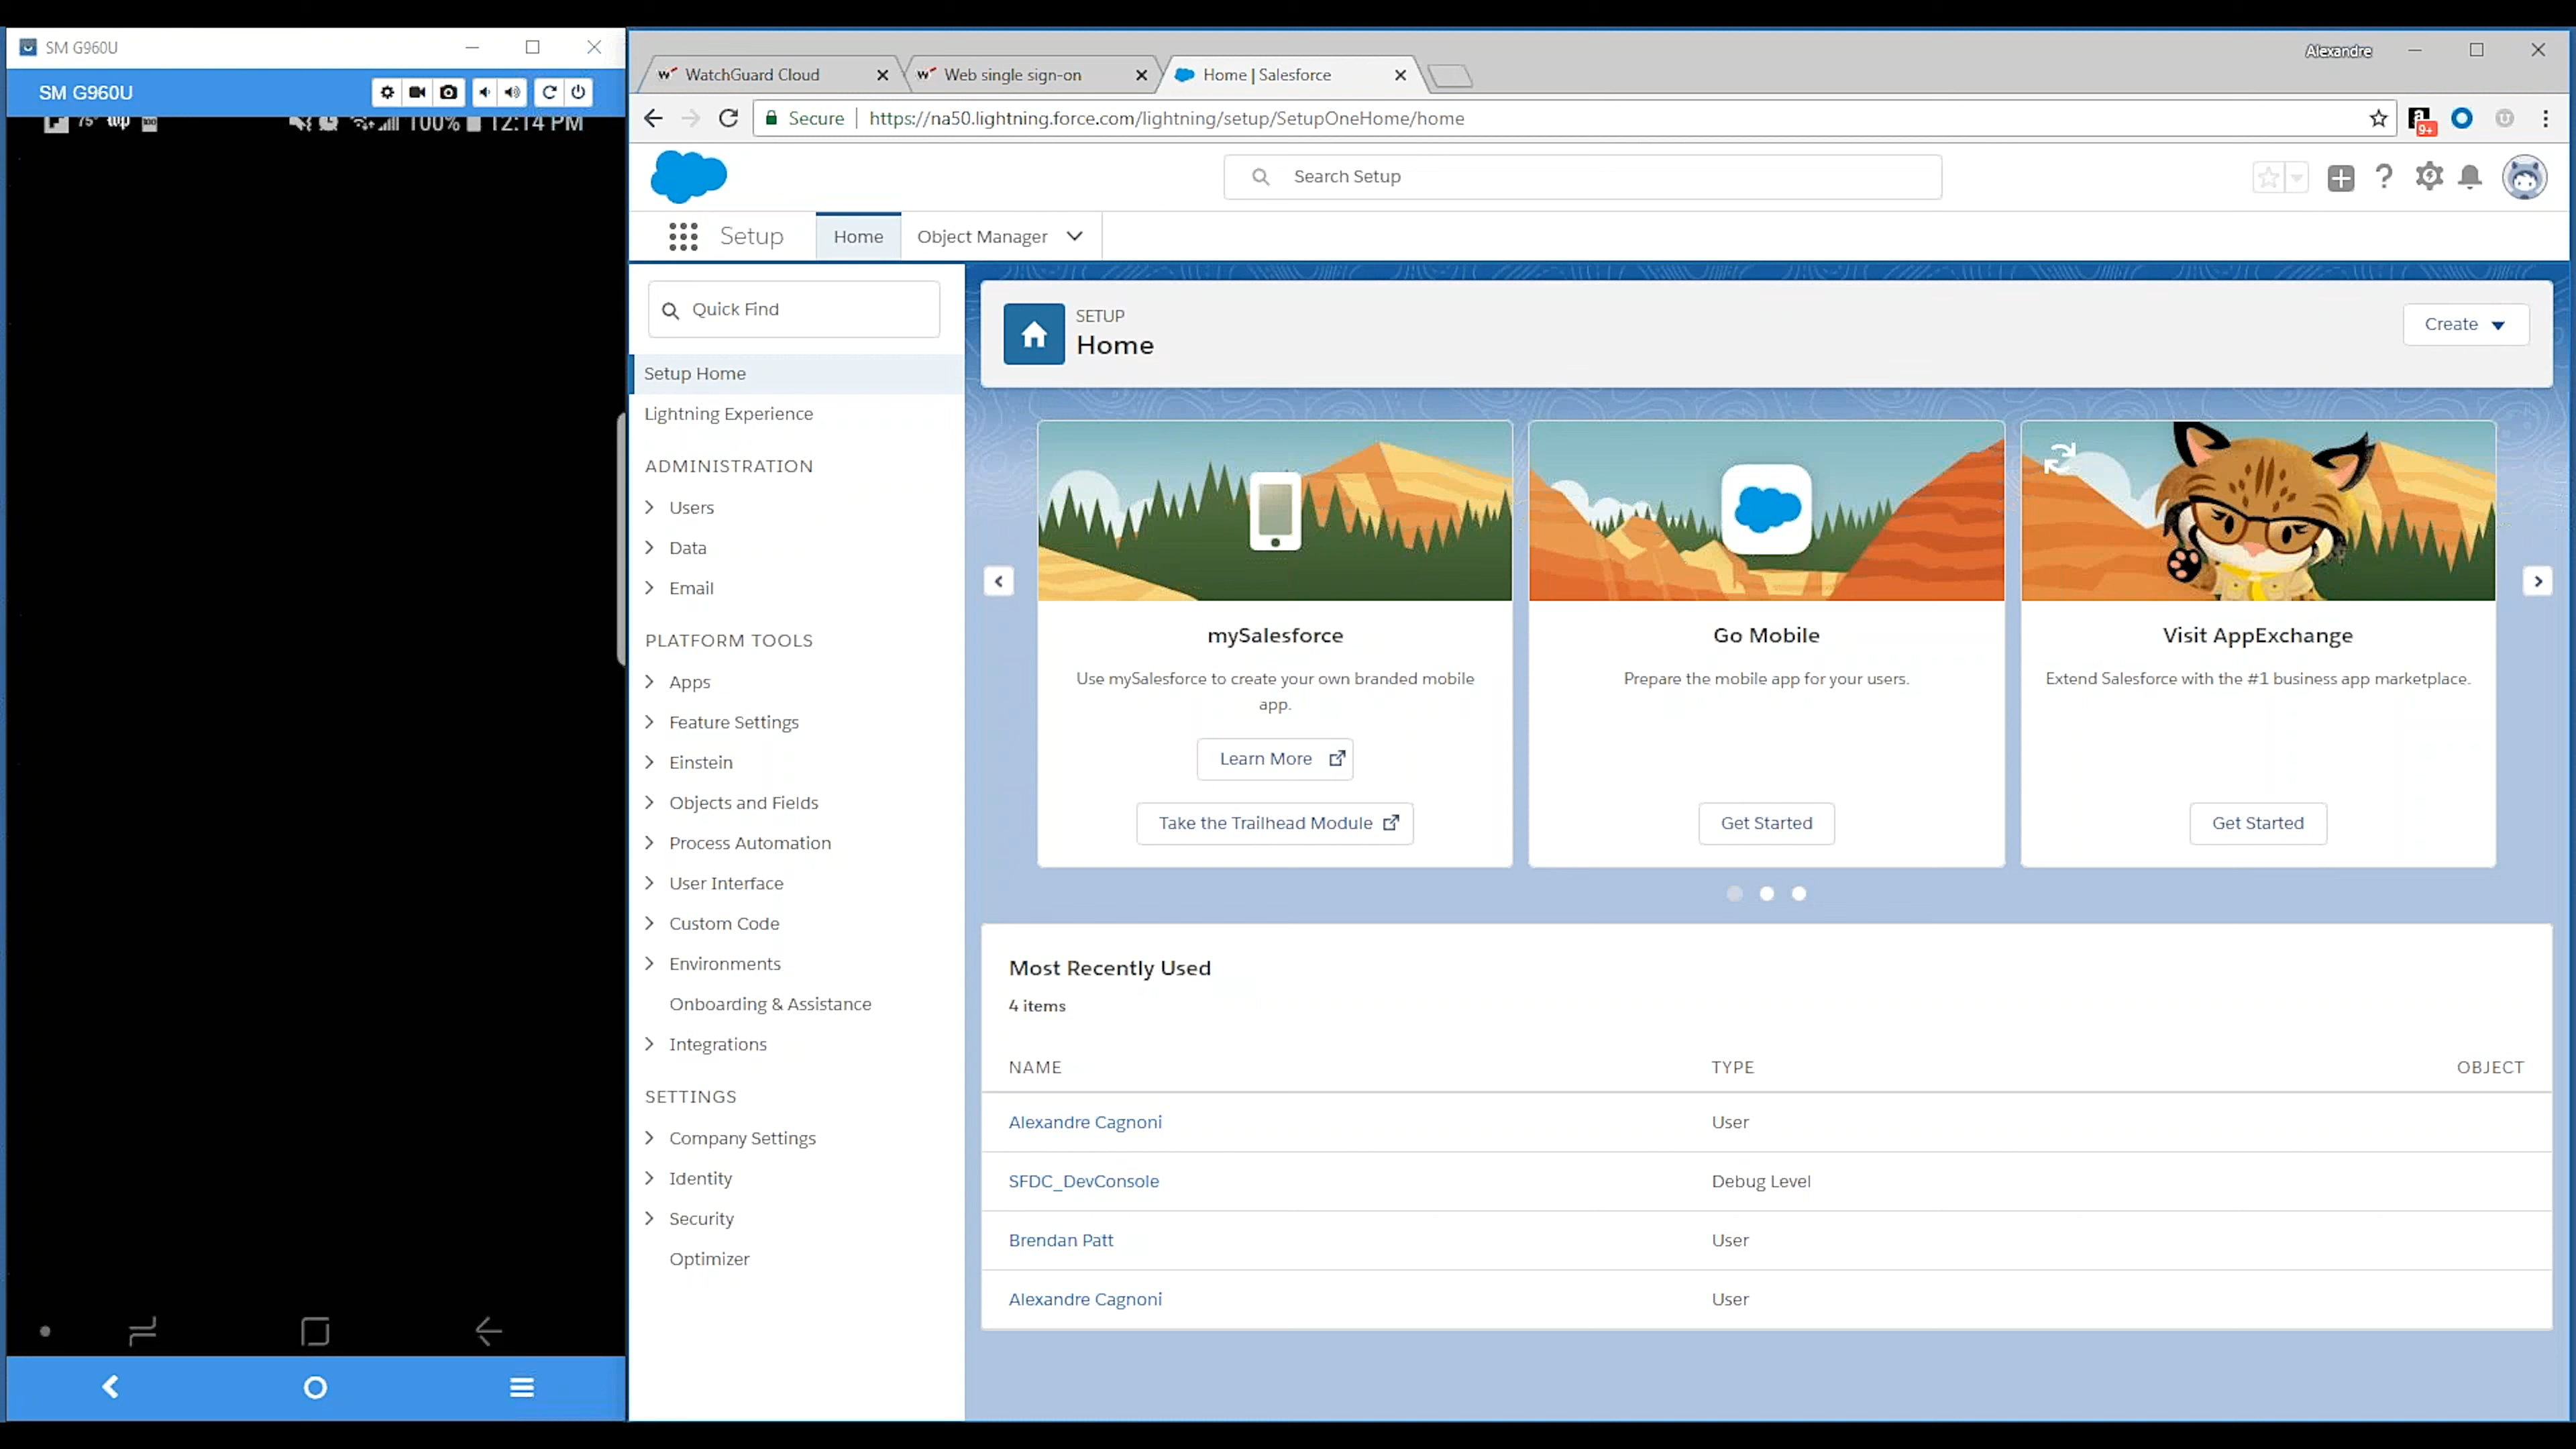 SM G960U
SM G960U
75° 100% 12:14 PM
Alexandre
WatchGuard Cloud
Web single sign-on
Home | Salesforce
Secure
https://na50.lightning.force.com/lightning/setup/SetupOneHome/home
9+
Search Setup
Setup
Home
Object Manager
Quick Find
Setup Home
Lightning Experience
ADMINISTRATION
Users
Data
Email
PLATFORM TOOLS
Apps
Feature Settings
Einstein
Objects and Fields
Process Automation
User Interface
Custom Code
Environments
Onboarding & Assistance
Integrations
SETTINGS
Company Settings
Identity
Security
Optimizer
SETUP
Home
Create
mySalesforce
Use mySalesforce to create your own branded mobile
app.
Learn More
Take the Trailhead Module
Go Mobile
Prepare the mobile app for your users.
Get Started
Visit AppExchange
Extend Salesforce with the #1 business app marketplace.
Get Started
Most Recently Used
4 items
NAME TYPE OBJECT
Alexandre Cagnoni User
SFDC_DevConsole Debug Level
Brendan Patt User
Alexandre Cagnoni User